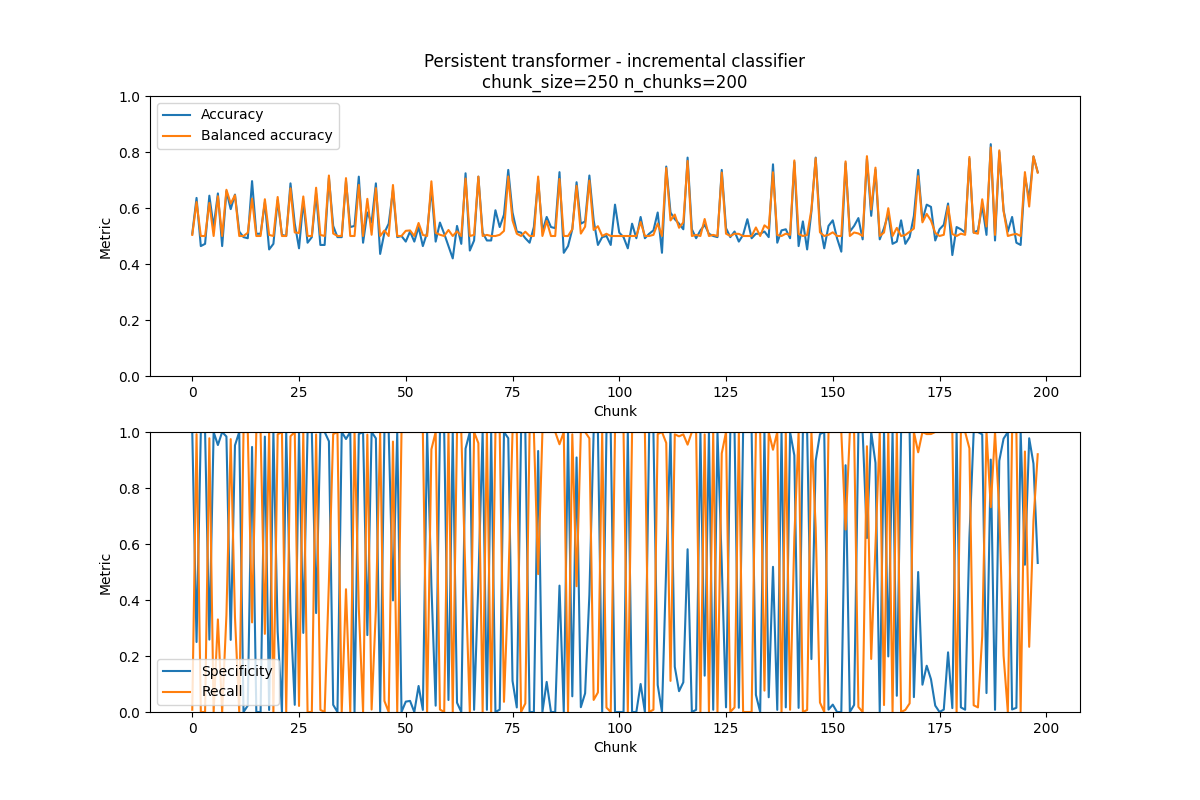 Persistent transformer - incremental classifier
chunk_size=250 n_chunks=200
1.0
0.8
0.6
0.4
0.2
0.0
Metric
Accuracy
Balanced accuracy
0 25 50 75 100 125 150 175 200
Chunk
1.0
0.8
0.6
0.4
0.2
0.0
Metric
Specificity
Recall
0 25 50 75 100 125 150 175 200
Chunk